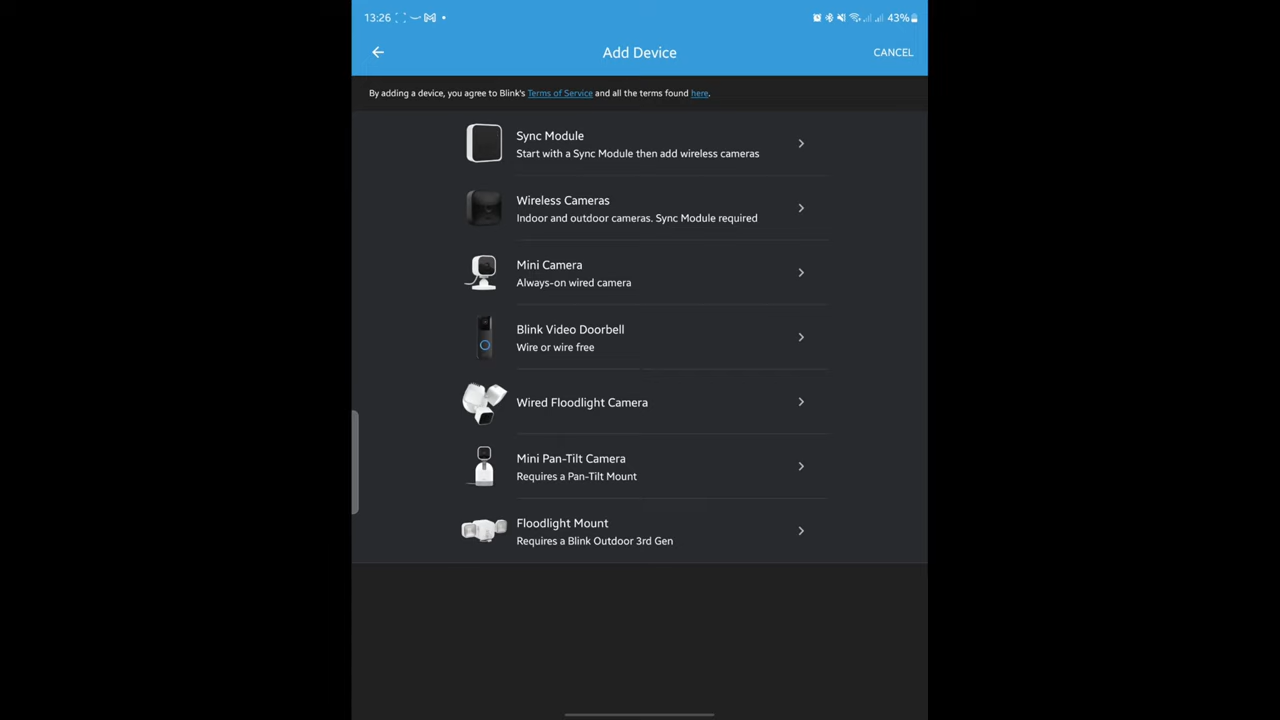 13:26
43%
Add Device
CANCEL
By adding a device, you agree to Blink's Terms of Service and all the terms found here.
Sync Module
Start with a Sync Module then add wireless cameras
Wireless Cameras
Indoor and outdoor cameras. Sync Module required
Mini Camera
Always-on wired camera
Blink Video Doorbell
Wire or wire free
Wired Floodlight Camera
Mini Pan-Tilt Camera
Requires a Pan-Tilt Mount
Floodlight Mount
Requires a Blink Outdoor 3rd Gen